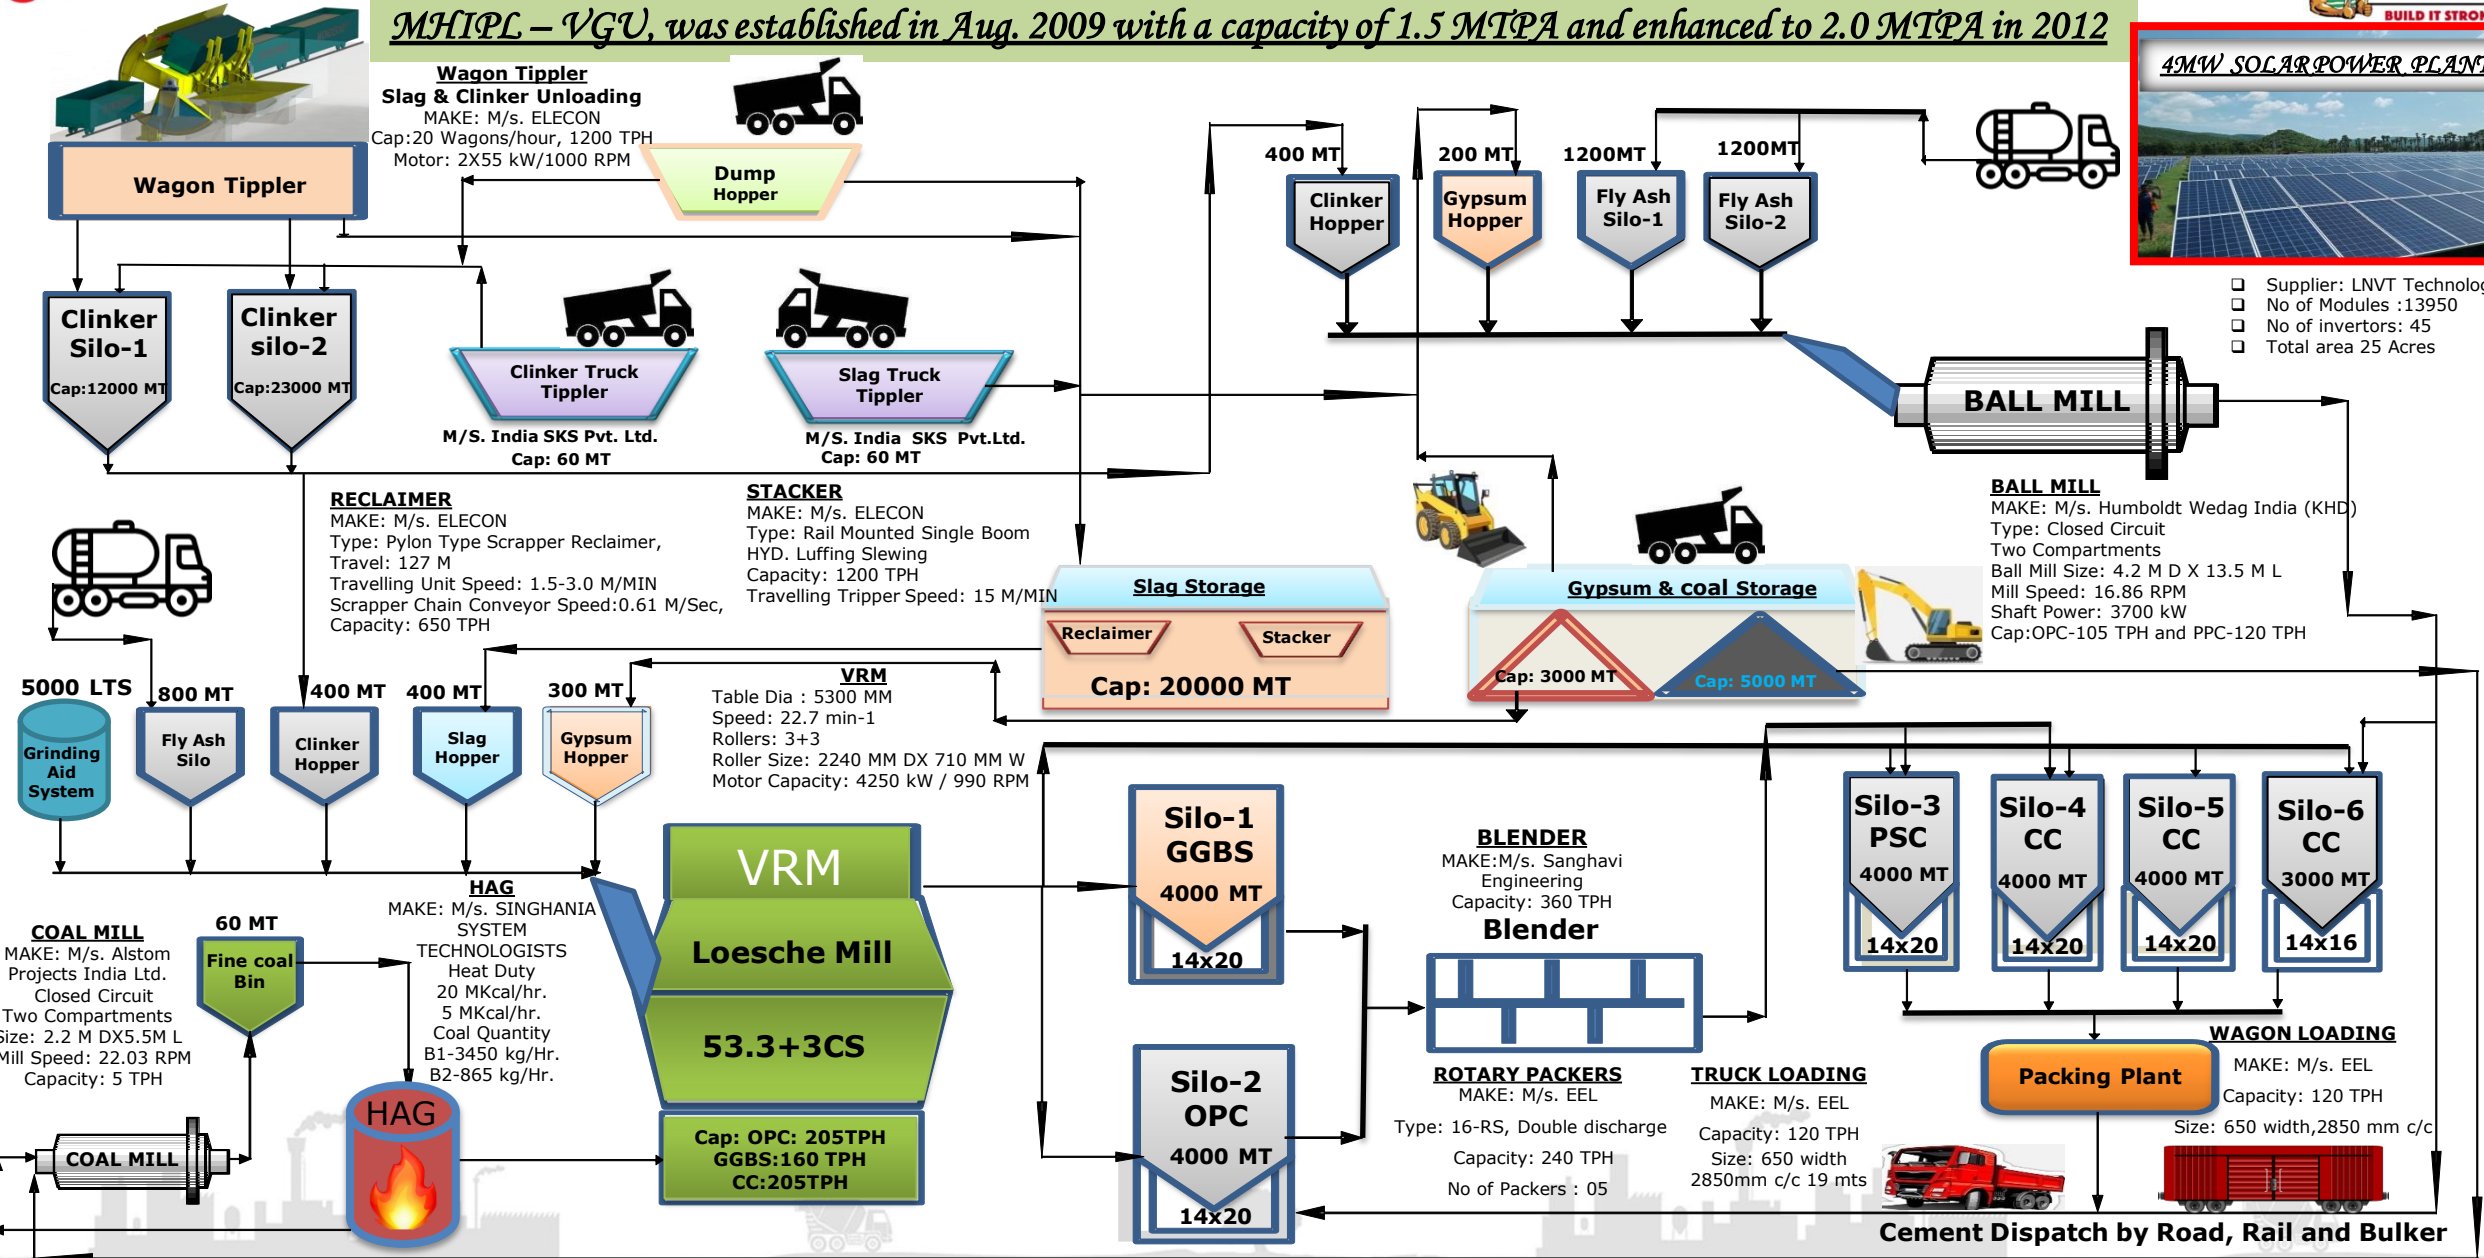 MHIPL – VGU, was established in Aug. 2009 with a capacity of 1.5 MTPA and enhanced to 2.0 MTPA in 2012
BUILD IT STRON
4MW SOLAR POWER PLANT
Supplier: LNVT Technolog
No of Modules :13950
No of invertors: 45
Total area 25 Acres
Wagon Tippler
Slag & Clinker Unloading
MAKE: M/s. ELECON
Cap:20 Wagons/hour, 1200 TPH
Motor: 2X55 kW/1000 RPM
Wagon Tippler
Dump
Hopper
400 MT
Clinker
Hopper
200 MT
Gypsum
Hopper
1200MT
Fly Ash
Silo-1
1200MT
Fly Ash
Silo-2
Clinker
Silo-1
Cap:12000 MT
Clinker
silo-2
Cap:23000 MT
Clinker Truck
Tippler
M/S. India SKS Pvt. Ltd.
Cap: 60 MT
Slag Truck
Tippler
M/S. India SKS Pvt.Ltd.
Cap: 60 MT
BALL MILL
RECLAIMER
MAKE: M/s. ELECON
Type: Pylon Type Scrapper Reclaimer,
Travel: 127 M
Travelling Unit Speed: 1.5-3.0 M/MIN
Scrapper Chain Conveyor Speed:0.61 M/Sec,
Capacity: 650 TPH
STACKER
MAKE: M/s. ELECON
Type: Rail Mounted Single Boom
HYD. Luffing Slewing
Capacity: 1200 TPH
Travelling Tripper Speed: 15 M/MIN
Slag Storage
Reclaimer
Stacker
Cap: 20000 MT
Gypsum & coal Storage
Cap: 3000 MT
Cap: 5000 MT
BALL MILL
MAKE: M/s. Humboldt Wedag India (KHD)
Type: Closed Circuit
Two Compartments
Ball Mill Size: 4.2 M D X 13.5 M L
Mill Speed: 16.86 RPM
Shaft Power: 3700 kW
Cap:OPC-105 TPH and PPC-120 TPH
5000 LTS
Grinding
Aid
System
800 MT
Fly Ash
Silo
400 MT
Clinker
Hopper
400 MT
Slag
Hopper
300 MT
Gypsum
Hopper
VRM
Table Dia : 5300 MM
Speed: 22.7 min-1
Rollers: 3+3
Roller Size: 2240 MM DX 710 MM W
Motor Capacity: 4250 kW / 990 RPM
VRM
Loesche Mill
53.3+3CS
Cap: OPC: 205TPH
GGBS:160 TPH
CC:205TPH
HAG
MAKE: M/s. SINGHANIA
SYSTEM
TECHNOLOGISTS
Heat Duty
20 MKcal/hr.
5 MKcal/hr.
Coal Quantity
B1-3450 kg/Hr.
B2-865 kg/Hr.
60 MT
Fine coal
Bin
COAL MILL
MAKE: M/s. Alstom
Projects India Ltd.
Closed Circuit
Two Compartments
Size: 2.2 M DX5.5M L
Mill Speed: 22.03 RPM
Capacity: 5 TPH
COAL MILL
HAG
Silo-1
GGBS
4000 MT
14x20
Silo-2
OPC
4000 MT
14x20
BLENDER
MAKE:M/s. Sanghavi
Engineering
Capacity: 360 TPH
Blender
Silo-3
PSC
4000 MT
14x20
Silo-4
CC
4000 MT
14x20
Silo-5
CC
4000 MT
14x20
Silo-6
CC
3000 MT
14x16
ROTARY PACKERS
MAKE: M/s. EEL
Type: 16-RS, Double discharge
Capacity: 240 TPH
No of Packers : 05
TRUCK LOADING
MAKE: M/s. EEL
Capacity: 120 TPH
Size: 650 width
2850mm c/c 19 mts
Packing Plant
WAGON LOADING
MAKE: M/s. EEL
Capacity: 120 TPH
Size: 650 width,2850 mm c/c
Cement Dispatch by Road, Rail and Bulker